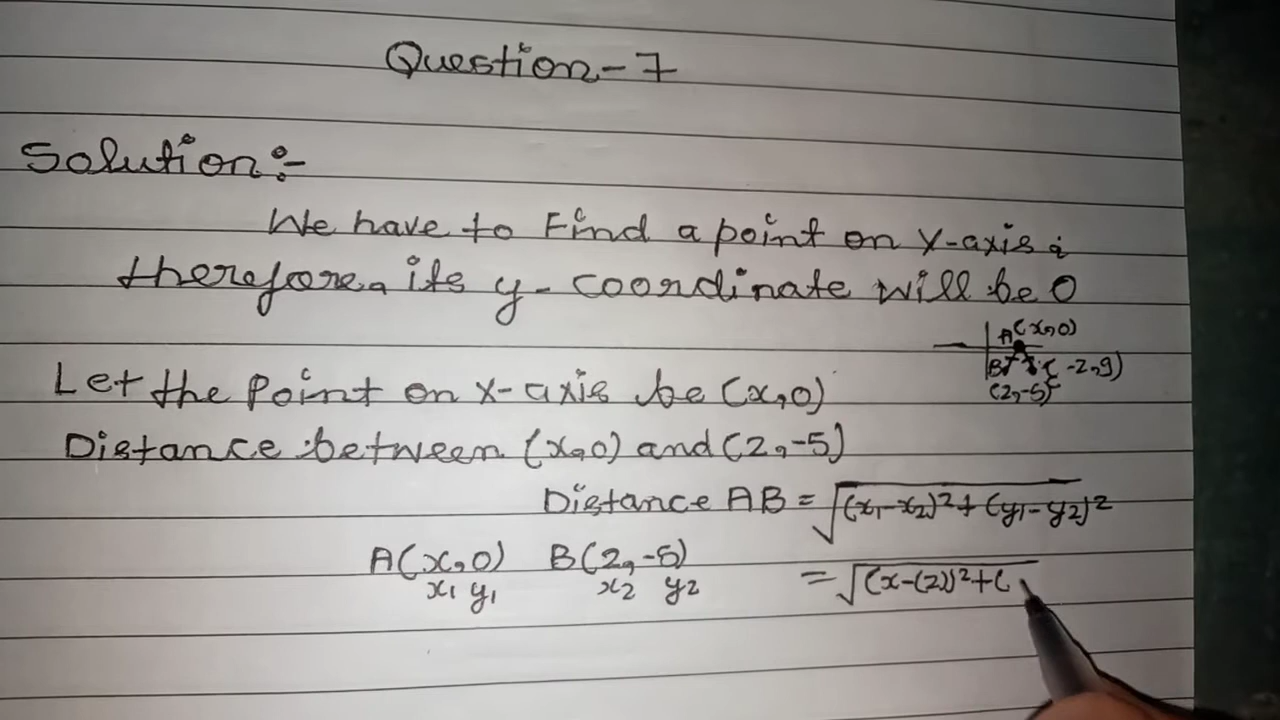 Question-7
Solution:-
We have to Find a point on X-axis;
therefore, its y-coordinate will be 0
A(x,0)
B (-2,9)
(2,-5)
Let the Point on X-axis be (x,0)
Distance between (x,0) and (2,-5)
Distance AB = √(x₁-x₂)²+(y₁-y₂)²
A(x,0) B(2,-5) = √(x-(2))²+(
x₁ y₁ x₂ y₂